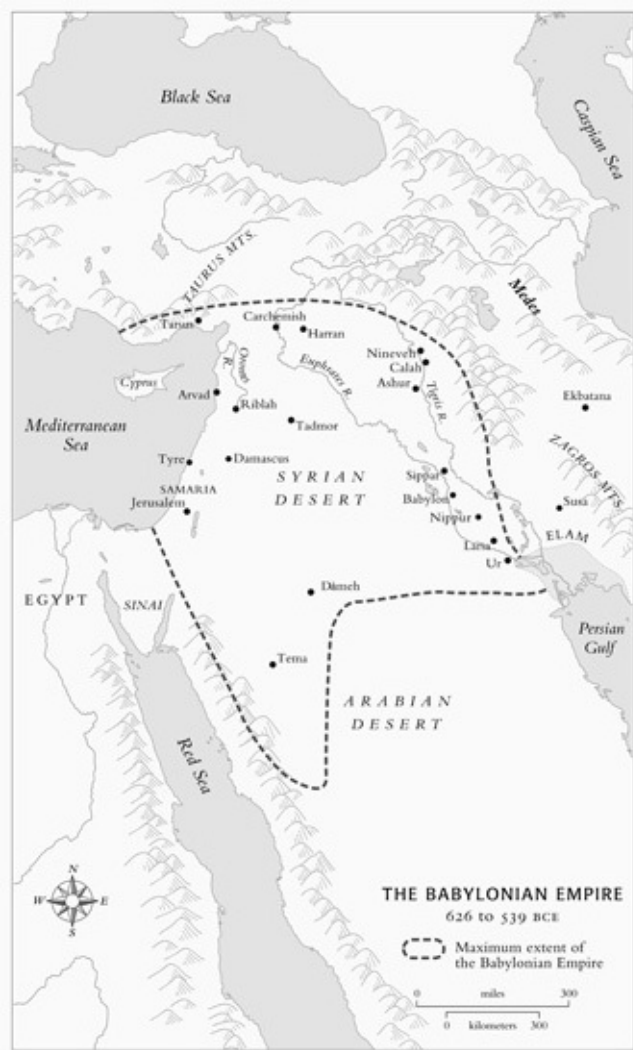 Black Sea
Caspian Sea
TAURUS MTS.
Medes
Tarsus
Carchemish
Harran
Nineveh
Calah
Ashur
Tigris R.
Euphrates R.
Orontes
R.
Cyprus
Arvad
Riblah
Tadmor
Ekbatana
Mediterranean
Sea
ZAGROS MTS.
Tyre
Damascus
SYRIAN
DESERT
SAMARIA
Jerusalem
Sippar
Babylon
Nippur
Susa
Larsa
ELAM
Ur
EGYPT
SINAI
Dumeh
Persian
Gulf
Tema
ARABIAN
DESERT
Red Sea
N
W
E
S
THE BABYLONIAN EMPIRE
626 to 539 BCE
Maximum extent of
the Babylonian Empire
0 miles 300
0 kilometers 300